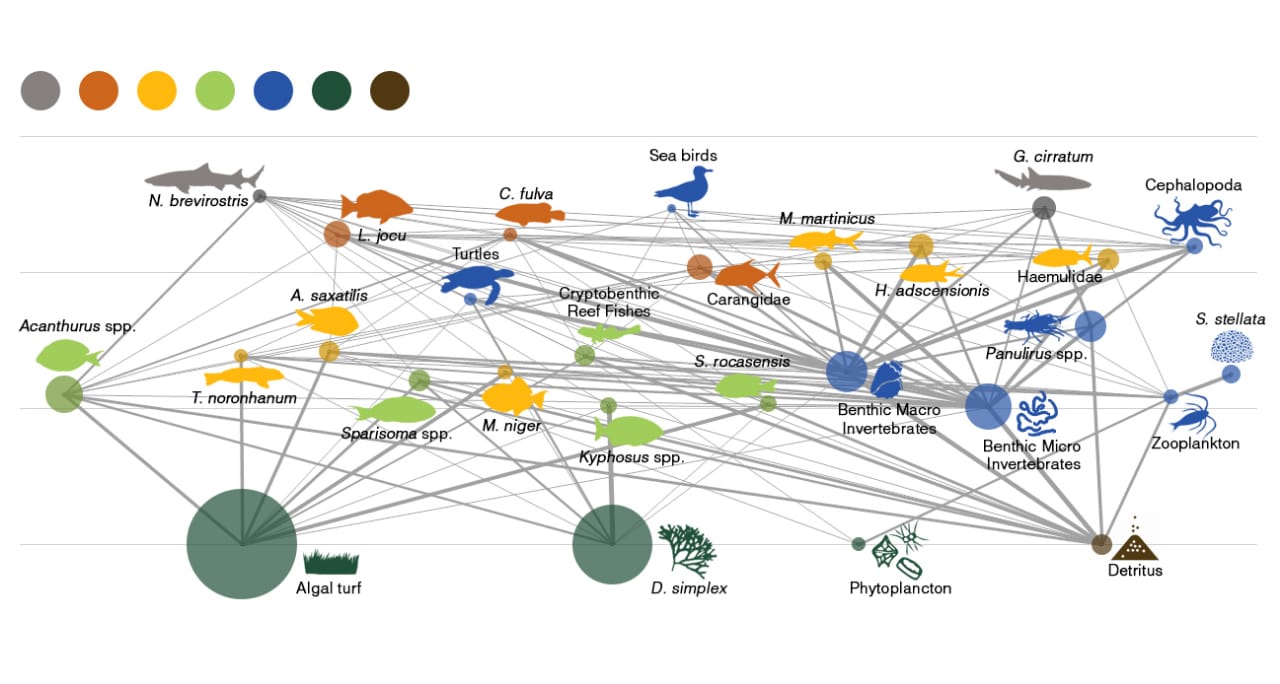 Sea birds
G. cirratum
Cephalopoda
N. brevirostris
C. fulva
M. martinicus
L. jocu
Turtles
Haemulidae
A. saxatilis
Cryptobenthic
Reef Fishes
Carangidae
H. adscensionis
Acanthurus spp.
S. stellata
Panulirus spp.
S. rocasensis
T. noronhanum
Sparisoma spp.
M. niger
Benthic Macro
Invertebrates
Kyphosus spp.
Benthic Micro
Invertebrates
Zooplankton
Algal turf
D. simplex
Phytoplancton
Detritus